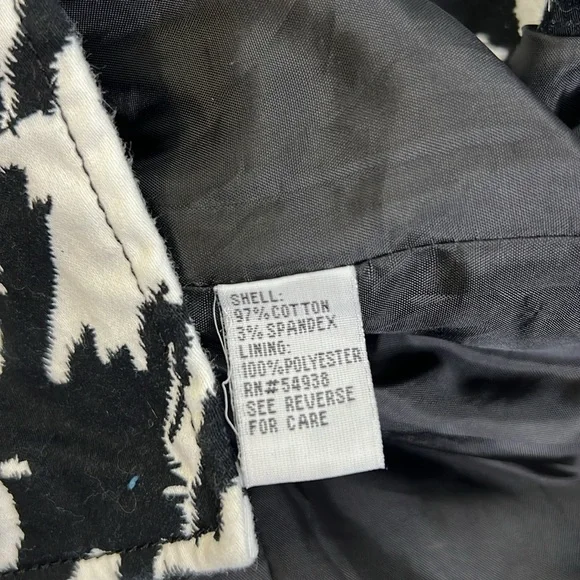 SHELL:
97% COTTON
3% SPANDEX
LINING:
100% POLYESTER
RN# 54938
SEE REVERSE
FOR CARE